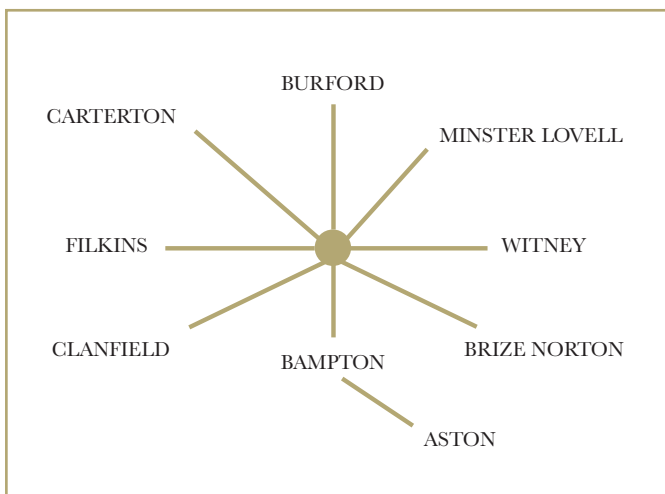 BURFORD
CARTERTON
MINSTER LOVELL
FILKINS
WITNEY
CLANFIELD
BAMPTON
BRIZE NORTON
ASTON